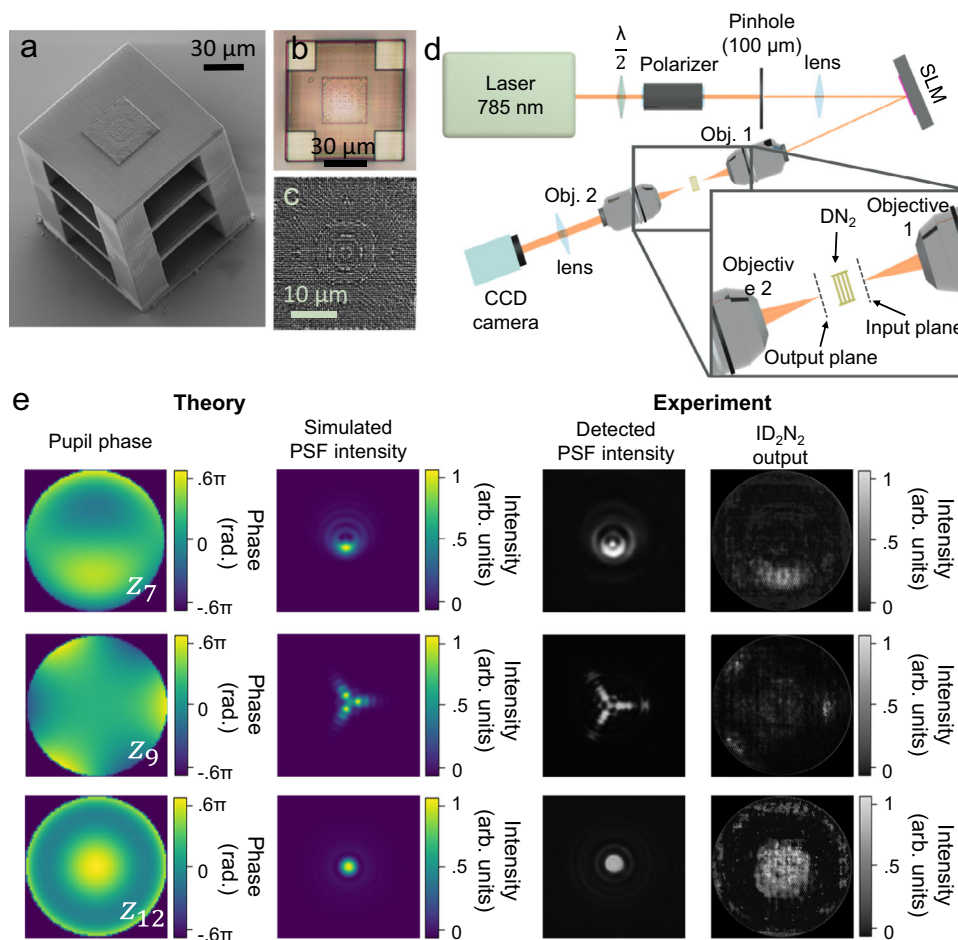 a
30 μm
b
30 μm
c
10 μm
d
Laser
785 nm
λ
2
Polarizer
Pinhole
(100 μm)
lens
SLM
Obj. 1
Obj. 2
lens
CCD
camera
DN2
Objective
1
Objectiv
e 2
Input plane
Output plane
e
Theory
Experiment
Pupil phase
Simulated
PSF intensity
Detected
PSF intensity
ID2N2
output
.6π
0
-.6π
Phase
(rad.)
Z7
1
.5
0
Intensity
(arb. units)
1
.5
0
Intensity
(arb. units)
.6π
0
-.6π
Phase
(rad.)
Z9
1
.5
0
Intensity
(arb. units)
1
.5
0
Intensity
(arb. units)
.6π
0
-.6π
Phase
(rad.)
Z12
1
.5
0
Intensity
(arb. units)
1
.5
0
Intensity
(arb. units)